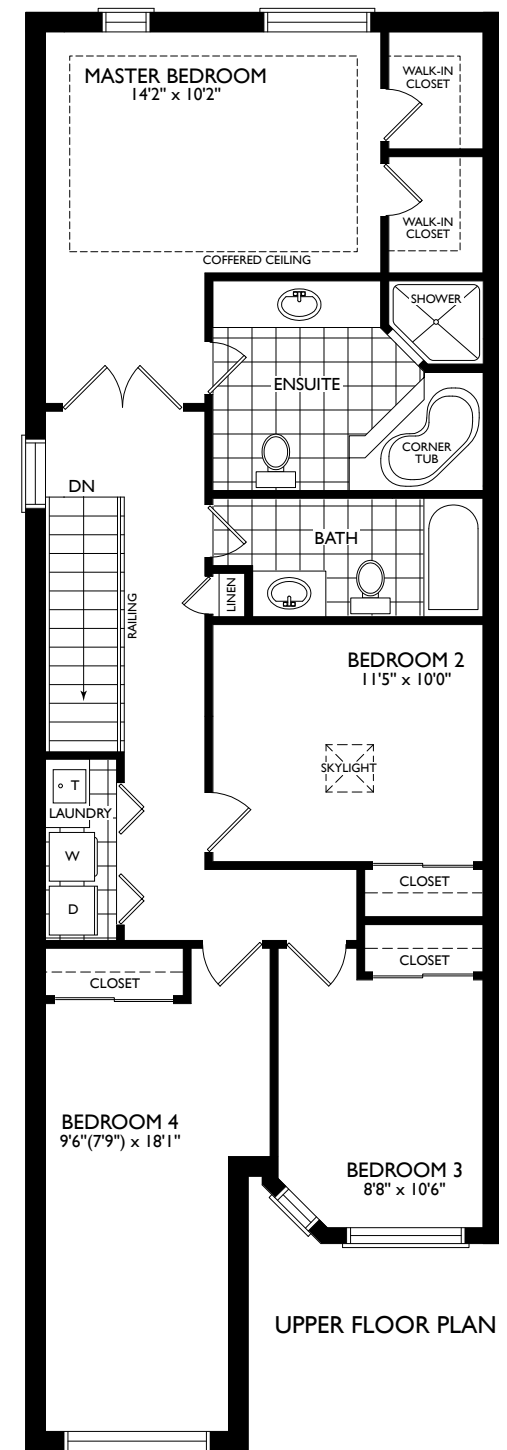 MASTER BEDROOM
14'2" x 10'2"
WALK-IN
CLOSET
WALK-IN
CLOSET
COFFERED CEILING
SHOWER
ENSUITE
CORNER
TUB
DN
BATH
LINEN
RAILING
BEDROOM 2
11'5" x 10'0"
SKYLIGHT
T
LAUNDRY
W
D
CLOSET
CLOSET
CLOSET
BEDROOM 4
9'6"(7'9") x 18'1"
BEDROOM 3
8'8" x 10'6"
UPPER FLOOR PLAN